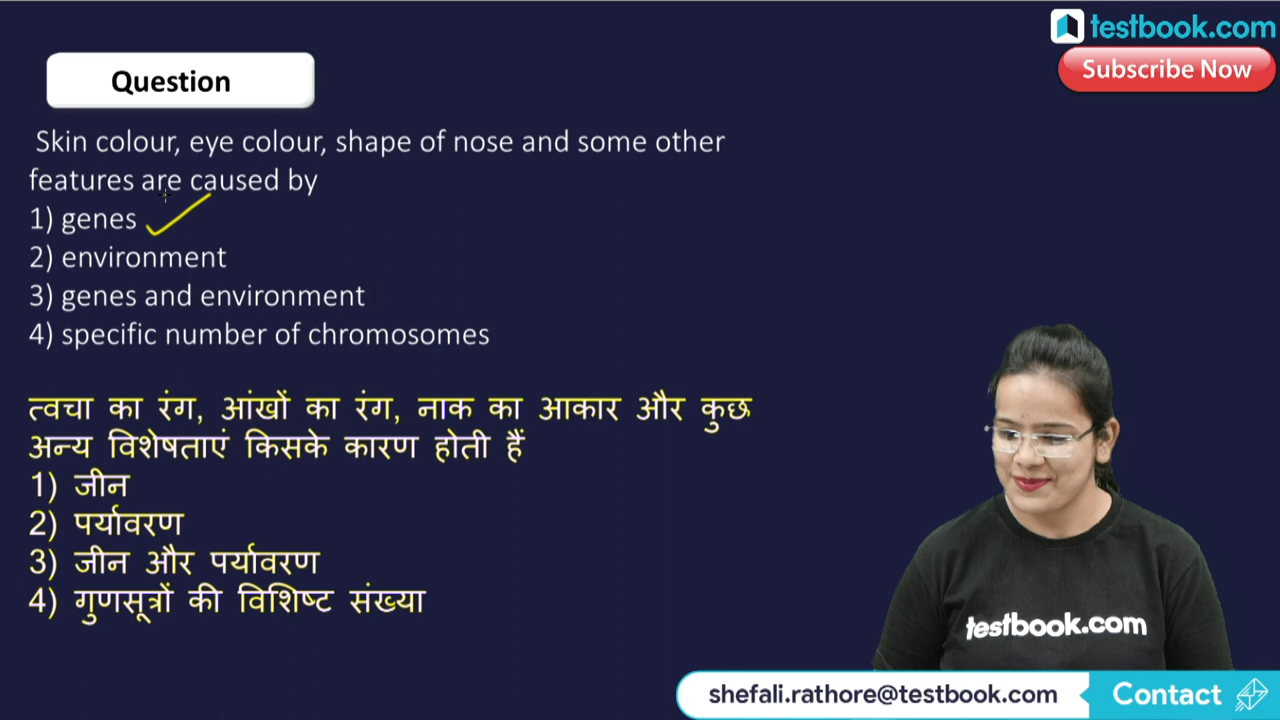 testbook.com
Subscribe Now
Question
Skin colour, eye colour, shape of nose and some other
features are caused by
1) genes
2) environment
3) genes and environment
4) specific number of chromosomes
त्वचा का रंग, आंखों का रंग, नाक का आकार और कुछ
अन्य विशेषताएं किसके कारण होती हैं
1) जीन
2) पर्यावरण
3) जीन और पर्यावरण
4) गुणसूत्रों की विशिष्ट संख्या
testbook.com
shefali.rathore@testbook.com Contact